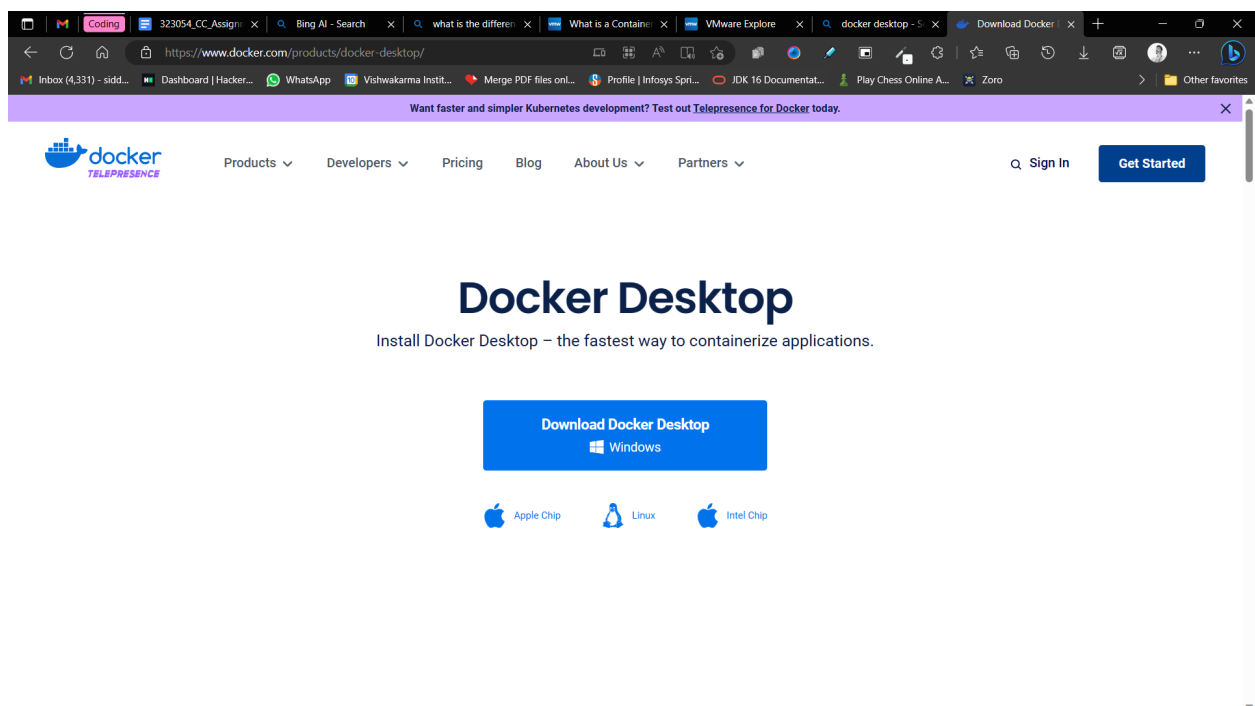 Coding
323054_CC_Assignr
Bing AI - Search
what is the differen
What is a Container
VMware Explore
docker desktop - S
Download Docker
https://www.docker.com/products/docker-desktop/
Inbox (4,331) - sidd...
Dashboard | Hacker...
WhatsApp
Vishwakarma Instit...
Merge PDF files onl...
Profile | Infosys Spri...
JDK 16 Documentat...
Play Chess Online A...
Zoro
Other favorites
Want faster and simpler Kubernetes development? Test out Telepresence for Docker today.
docker
TELEPRESENCE
Products
Developers
Pricing
Blog
About Us
Partners
Sign In
Get Started
Docker Desktop
Install Docker Desktop – the fastest way to containerize applications.
Download Docker Desktop
Windows
Apple Chip
Linux
Intel Chip